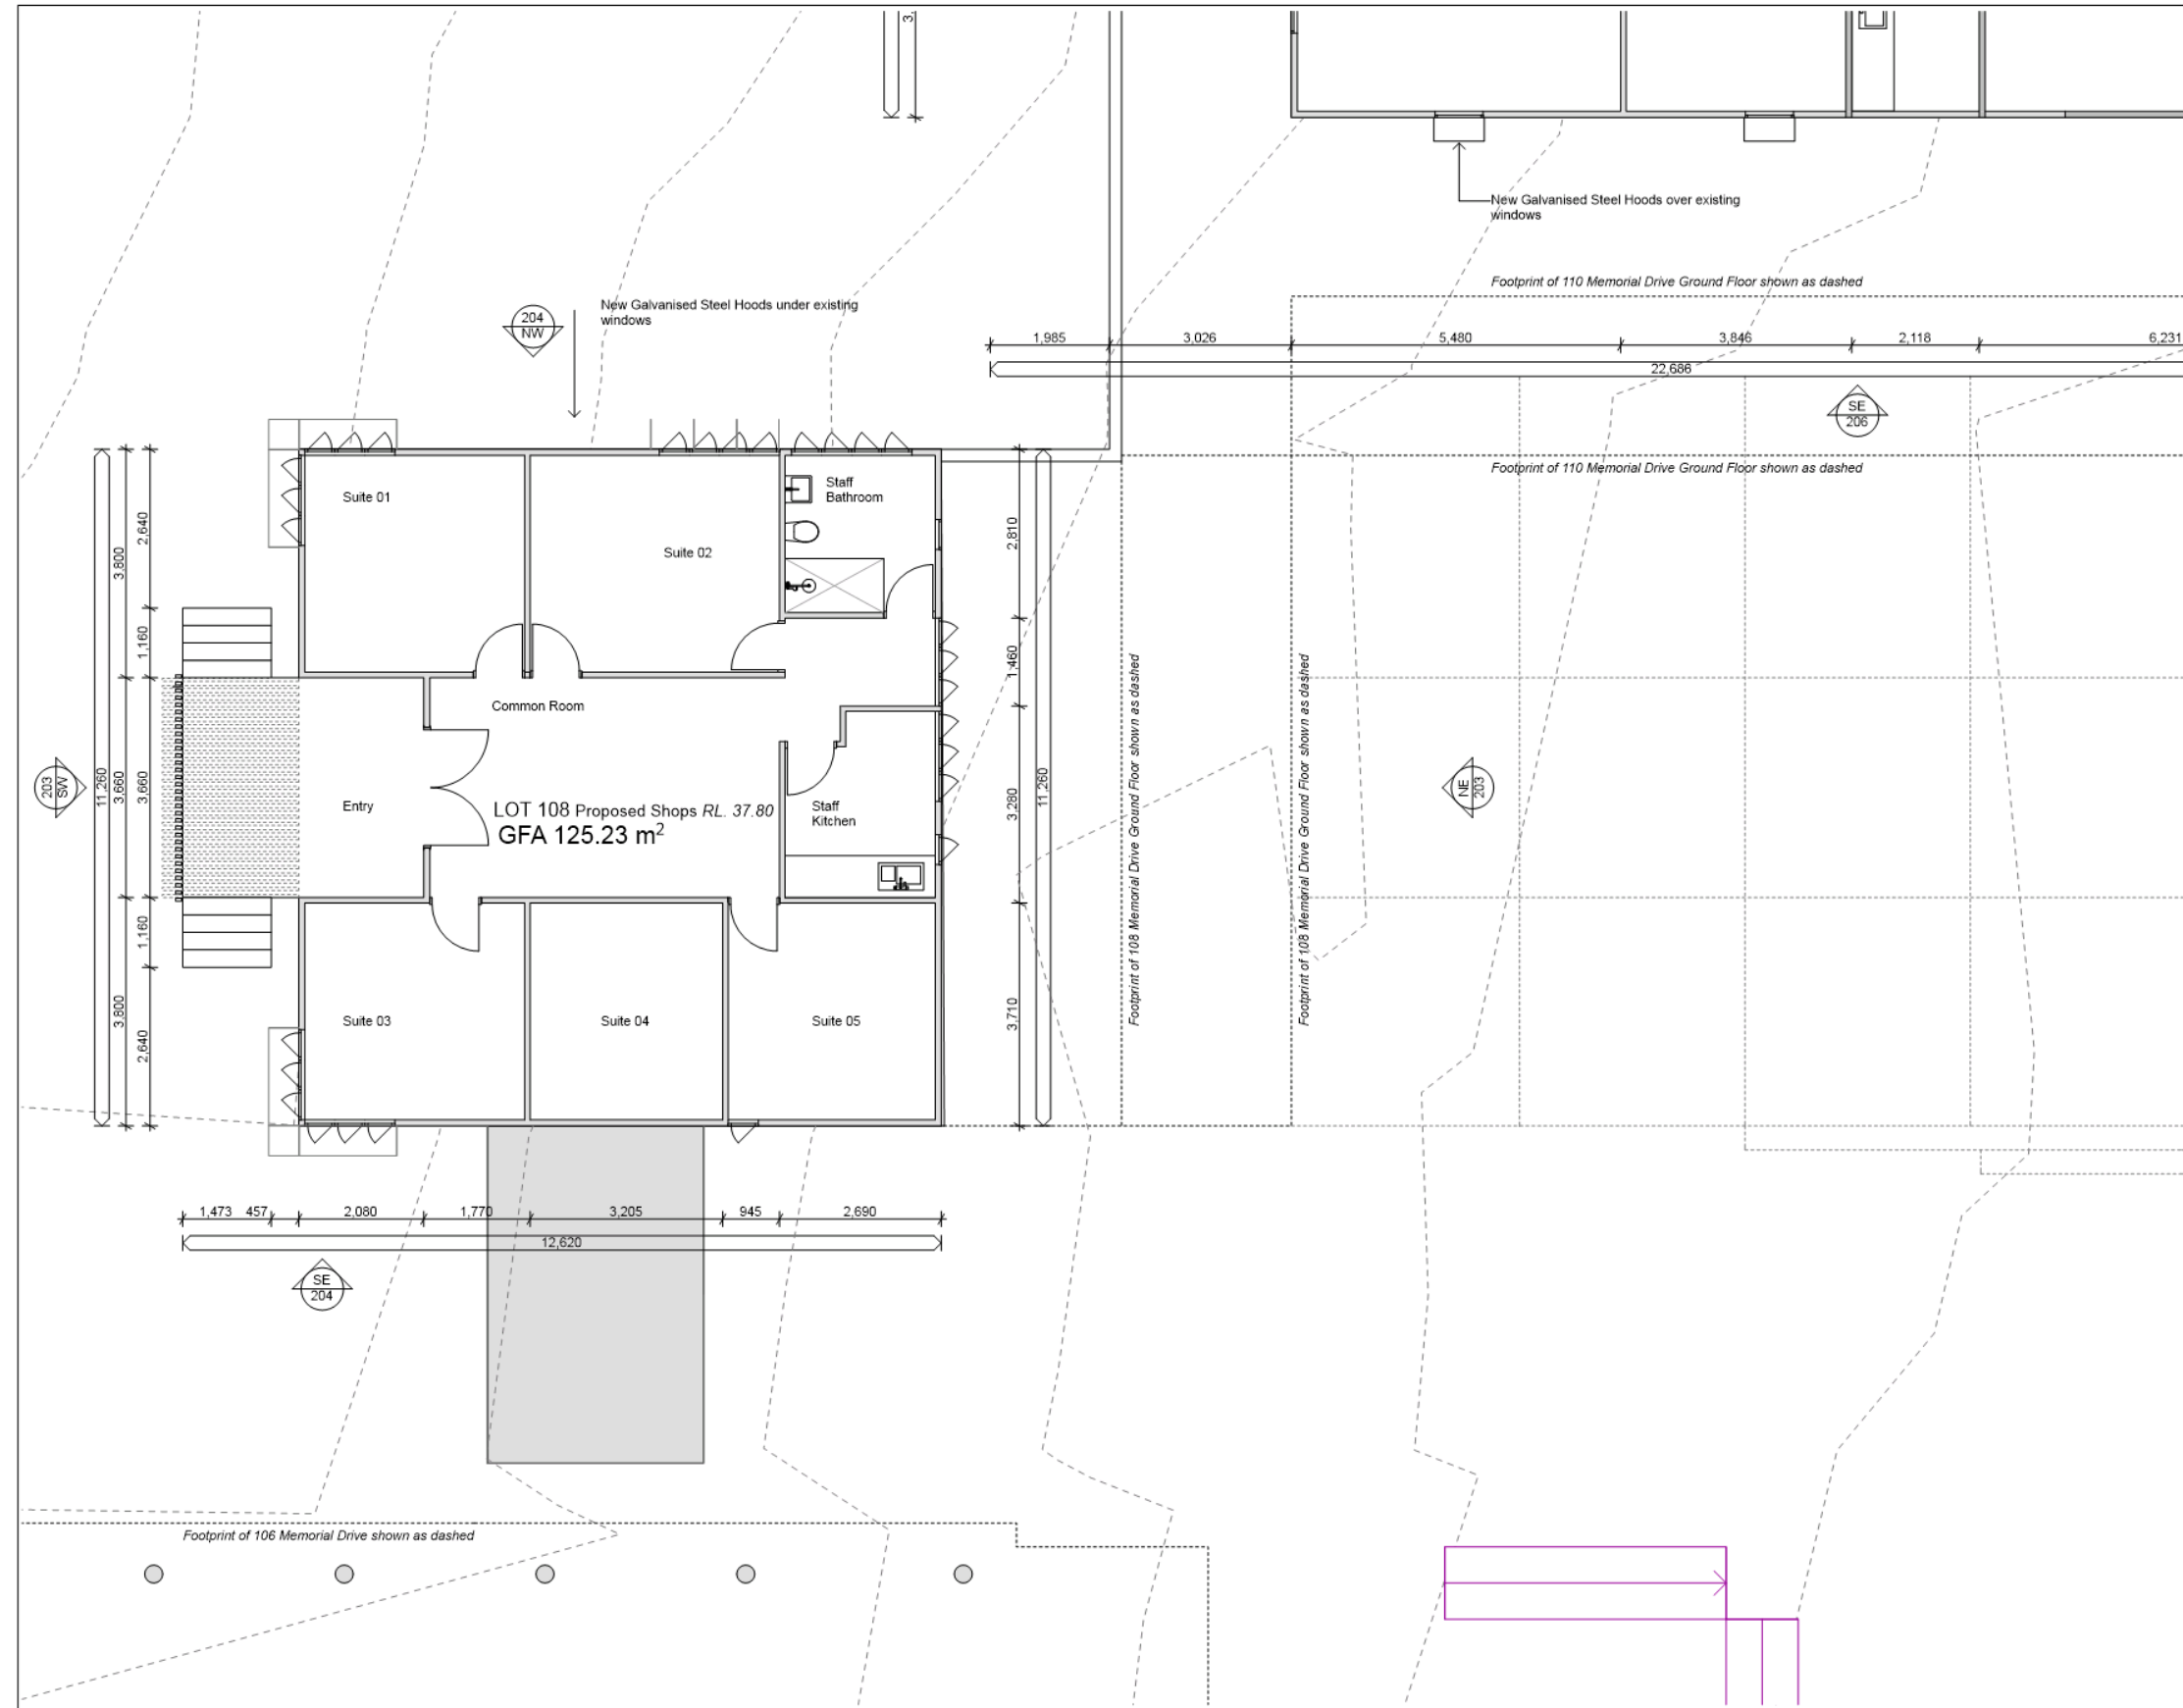 3,
New Galvanised Steel Hoods over existing
windows
Footprint of 110 Memorial Drive Ground Floor shown as dashed
204
NW
New Galvanised Steel Hoods under existing
windows
1,985
3,026
5,480
3,846
2,118
6,231
22,686
SE
206
Footprint of 110 Memorial Drive Ground Floor shown as dashed
Suite 01
Suite 02
Staff
Bathroom
2,640
3,800
1,160
2,810
1,460
Common Room
203
SW
11,260
3,660
3,660
Entry
LOT 108 Proposed Shops RL. 37.80
GFA 125.23 m²
Staff
Kitchen
3,280
11,260
Footprint of 108 Memorial Drive Ground Floor shown as dashed
Footprint of 108 Memorial Drive Ground Floor shown as dashed
NE
203
1,160
3,800
2,640
3,710
Suite 03
Suite 04
Suite 05
1,473
457
2,080
1,770
3,205
945
2,690
12,620
SE
204
Footprint of 106 Memorial Drive shown as dashed